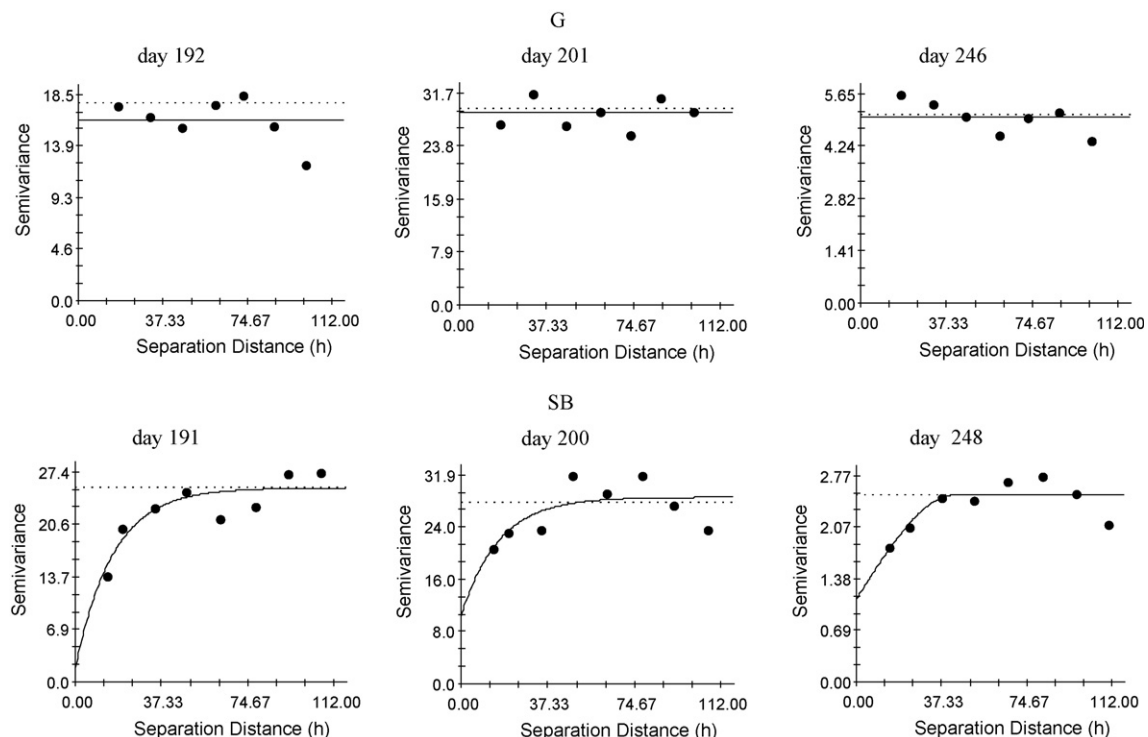 G
day 192
day 201
day 246
18.5
13.9
9.3
4.6
0.0
Semivariance
0.00 37.33 74.67 112.00
Separation Distance (h)
31.7
23.8
15.9
7.9
0.0
Semivariance
0.00 37.33 74.67 112.00
Separation Distance (h)
5.65
4.24
2.82
1.41
0.00
Semivariance
0.00 37.33 74.67 112.00
Separation Distance (h)
SB
day 191
day 200
day 248
27.4
20.6
13.7
6.9
0.0
Semivariance
0.00 37.33 74.67 112.00
Separation Distance (h)
31.9
24.0
16.0
8.0
0.0
Semivariance
0.00 37.33 74.67 112.00
Separation Distance (h)
2.77
2.07
1.38
0.69
0.00
Semivariance
0.00 37.33 74.67 112.00
Separation Distance (h)